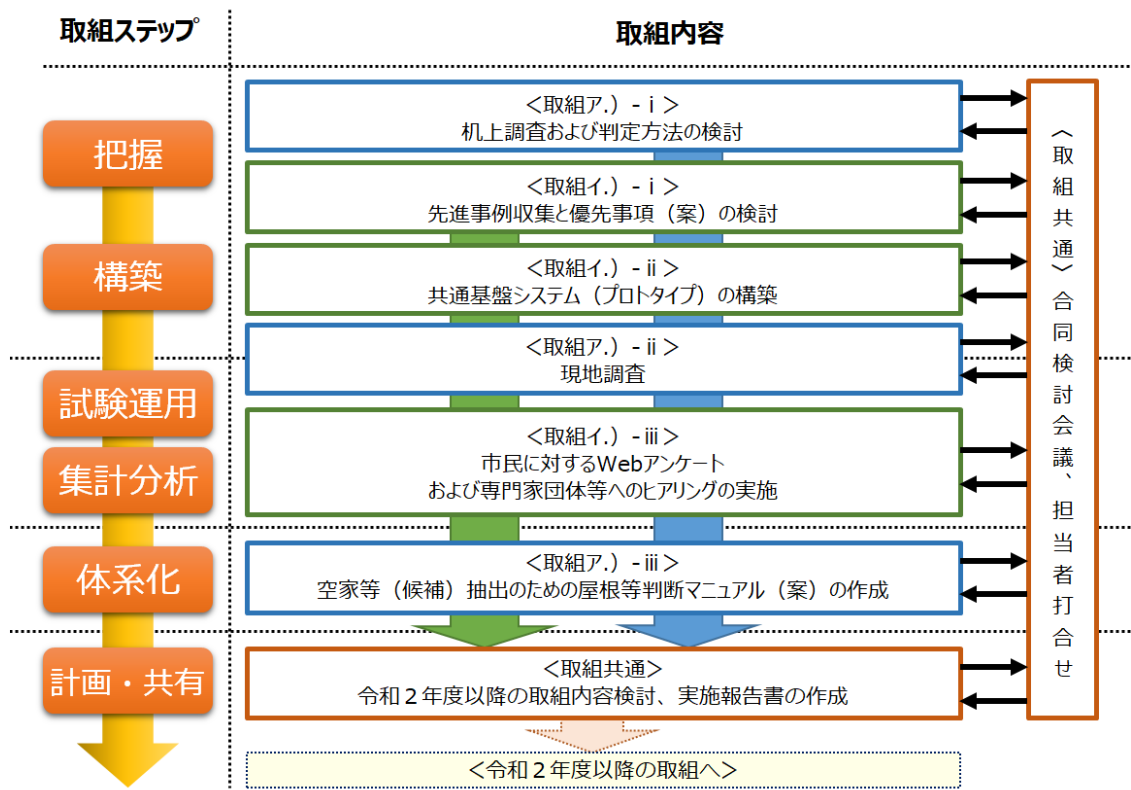 取組ステップ
取組内容
把握
構築
試験運用
集計分析
体系化
計画・共有
＜取組ア.）-ⅰ＞
机上調査および判定方法の検討
＜取組イ.）-ⅰ＞
先進事例収集と優先事項（案）の検討
＜取組イ.）-ⅱ＞
共通基盤システム（プロトタイプ）の構築
＜取組ア.）-ⅱ＞
現地調査
＜取組イ.）-ⅲ＞
市民に対するWebアンケート
および専門家団体等へのヒアリングの実施
＜取組ア.）-ⅲ＞
空家等（候補）抽出のための屋根等判断マニュアル（案）の作成
＜取組共通＞
令和２年度以降の取組内容検討、実施報告書の作成
＜令和２年度以降の取組へ＞
＜取組共通＞合同検討会議、担当者打合せ